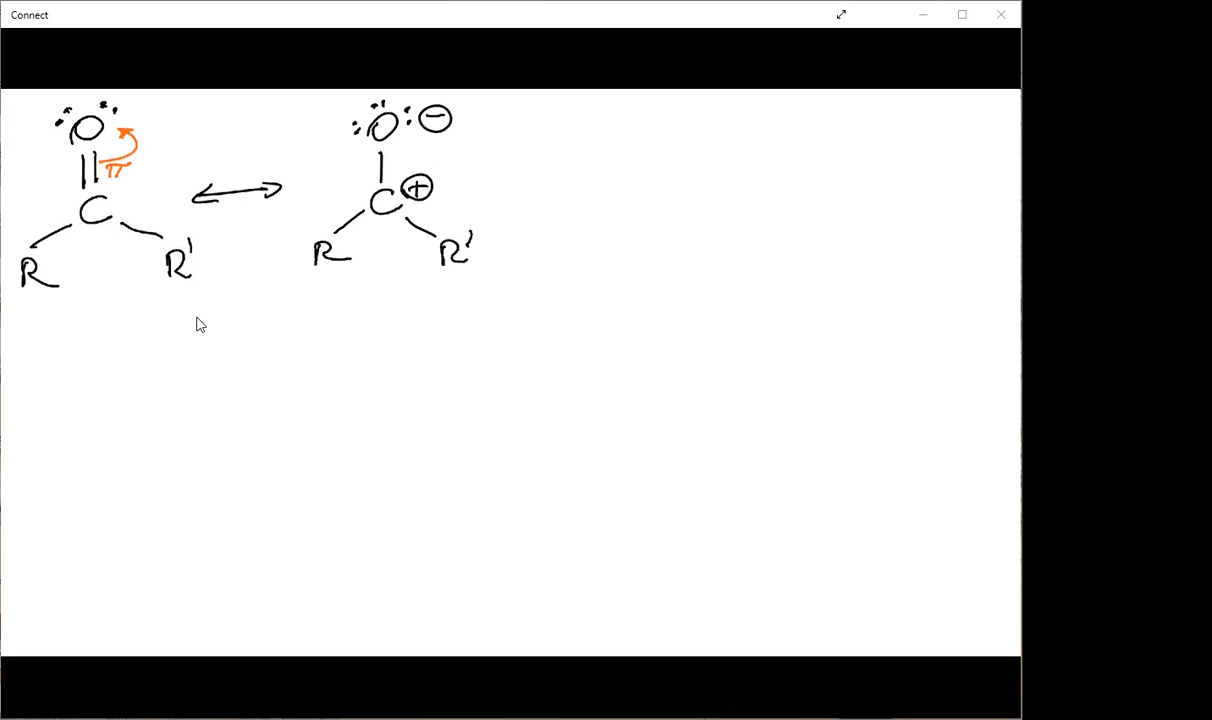 Connect
O O ⊖
π
C C ⊕
R R' R R'